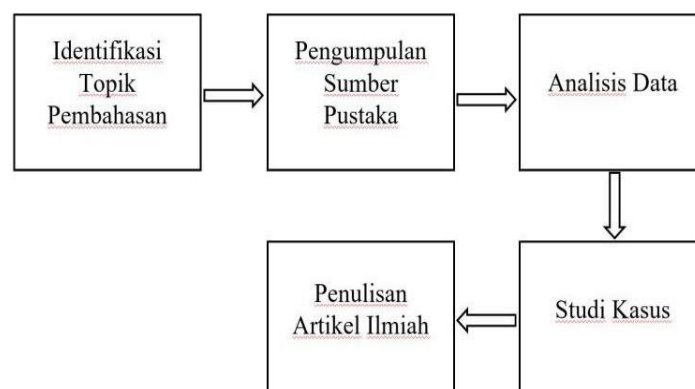 Identifikasi
Topik
Pembahasan
Pengumpulan
Sumber
Pustaka
Analisis Data
Studi Kasus
Penulisan
Artikel Ilmiah